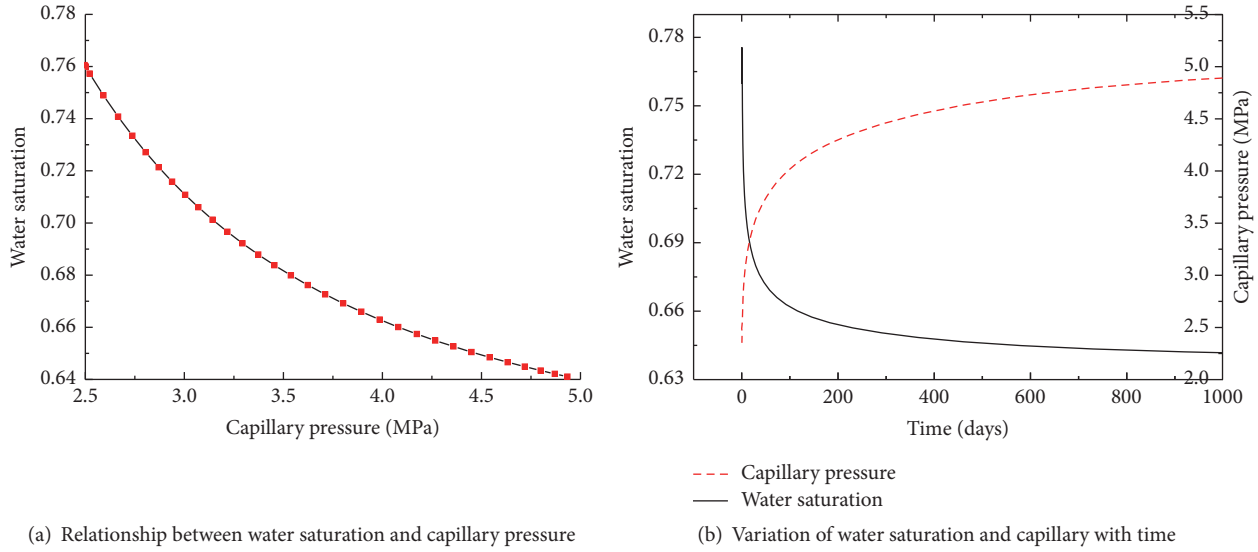 0.78
0.76
0.74
0.72
0.70
0.68
0.66
0.64
Water saturation
2.5 3.0 3.5 4.0 4.5 5.0
Capillary pressure (MPa)
(a) Relationship between water saturation and capillary pressure
0.78
0.75
0.72
0.69
0.66
0.63
Water saturation
5.5
5.0
4.5
4.0
3.5
3.0
2.5
2.0
Capillary pressure (MPa)
0 200 400 600 800 1000
Time (days)
Capillary pressure
Water saturation
(b) Variation of water saturation and capillary with time